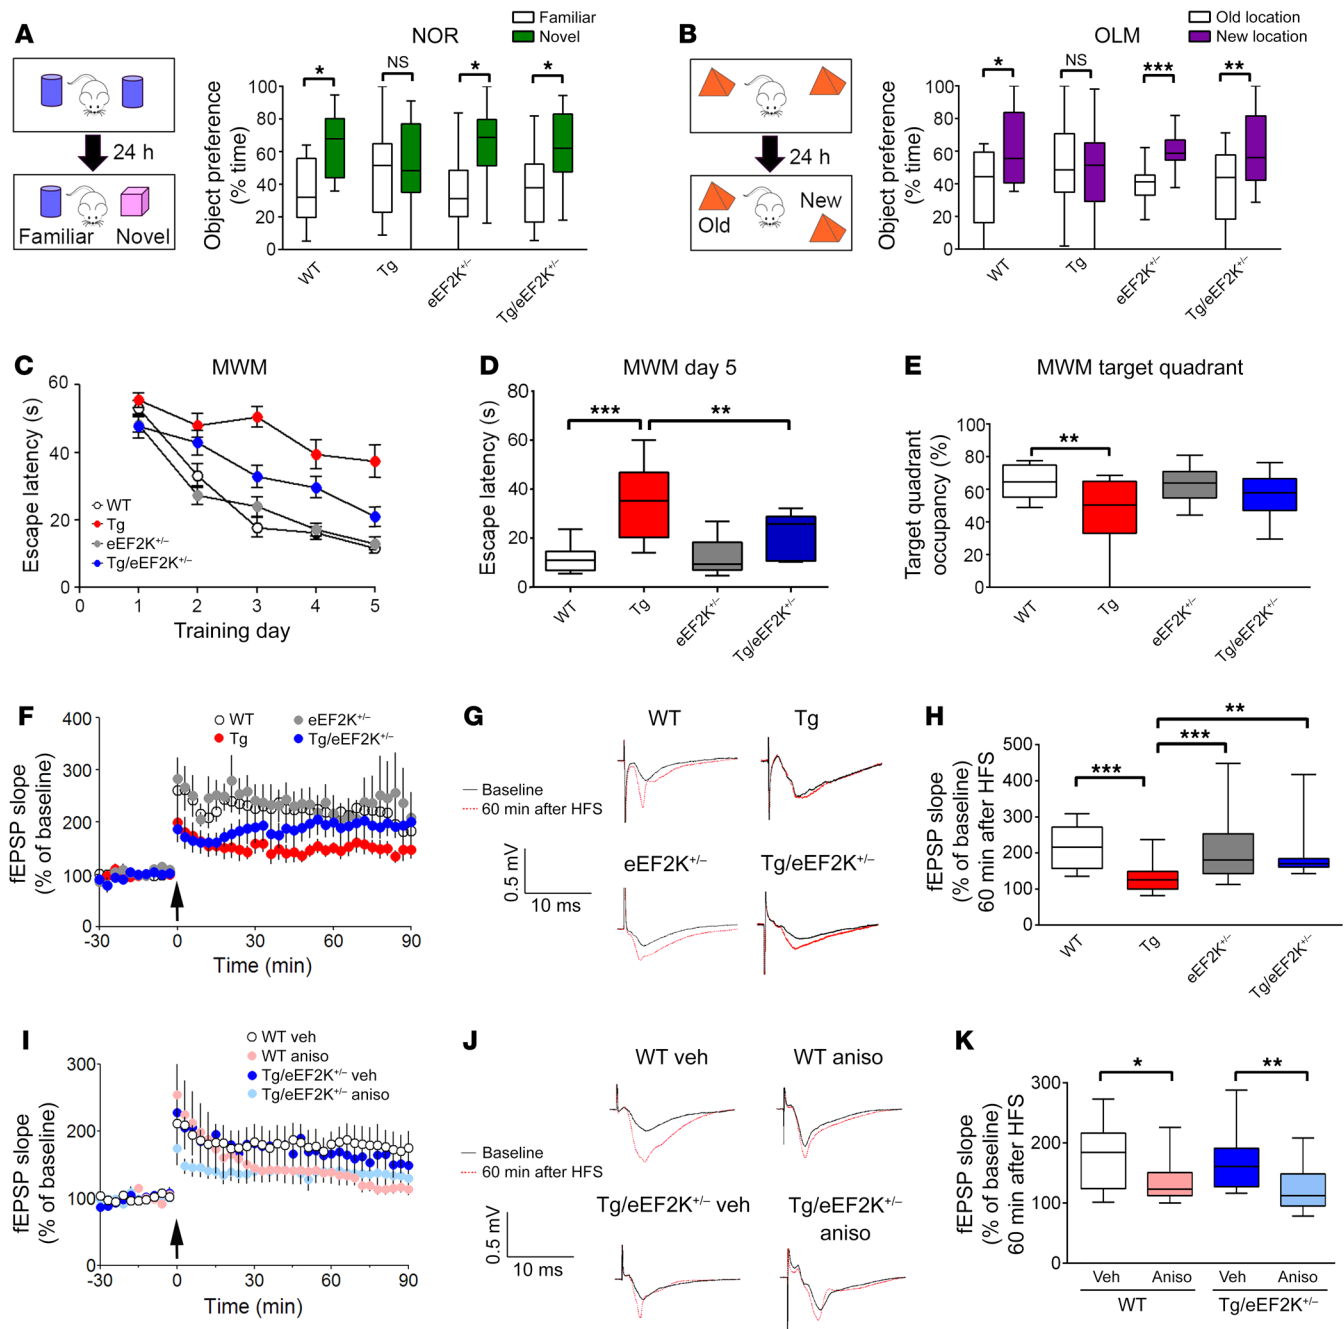 A
24 h
Familiar
Novel
NOR
Familiar
Novel
Object preference
(% time)
100
80
60
40
20
0
*
NS
*
*
WT
Tg
eEF2K+/–
Tg/eEF2K+/–
B
24 h
Old
New
OLM
Old location
New location
Object preference
(% time)
100
80
60
40
20
0
*
NS
***
**
WT
Tg
eEF2K+/–
Tg/eEF2K+/–
C
MWM
Escape latency (s)
60
40
20
0
WT
Tg
eEF2K+/–
Tg/eEF2K+/–
0 1 2 3 4 5
Training day
D
MWM day 5
Escape latency (s)
80
60
40
20
0
***
**
WT
Tg
eEF2K+/–
Tg/eEF2K+/–
E
MWM target quadrant
Target quadrant
occupancy (%)
100
80
60
40
20
0
**
WT
Tg
eEF2K+/–
Tg/eEF2K+/–
F
fEPSP slope
(% of baseline)
400
300
200
100
0
WT
Tg
eEF2K+/–
Tg/eEF2K+/–
-30 0 30 60 90
Time (min)
G
WT
Tg
Baseline
60 min after HFS
eEF2K+/–
Tg/eEF2K+/–
0.5 mV
10 ms
H
fEPSP slope
(% of baseline)
60 min after HFS
500
400
300
200
100
0
***
***
**
WT
Tg
eEF2K+/–
Tg/eEF2K+/–
I
fEPSP slope
(% of baseline)
300
200
100
0
WT veh
WT aniso
Tg/eEF2K+/– veh
Tg/eEF2K+/– aniso
-30 0 30 60 90
Time (min)
J
WT veh
WT aniso
Baseline
60 min after HFS
Tg/eEF2K+/– veh
Tg/eEF2K+/–
aniso
0.5 mV
10 ms
K
fEPSP slope
(% of baseline)
60 min after HFS
300
200
100
0
*
**
Veh Aniso Veh Aniso
WT Tg/eEF2K+/–